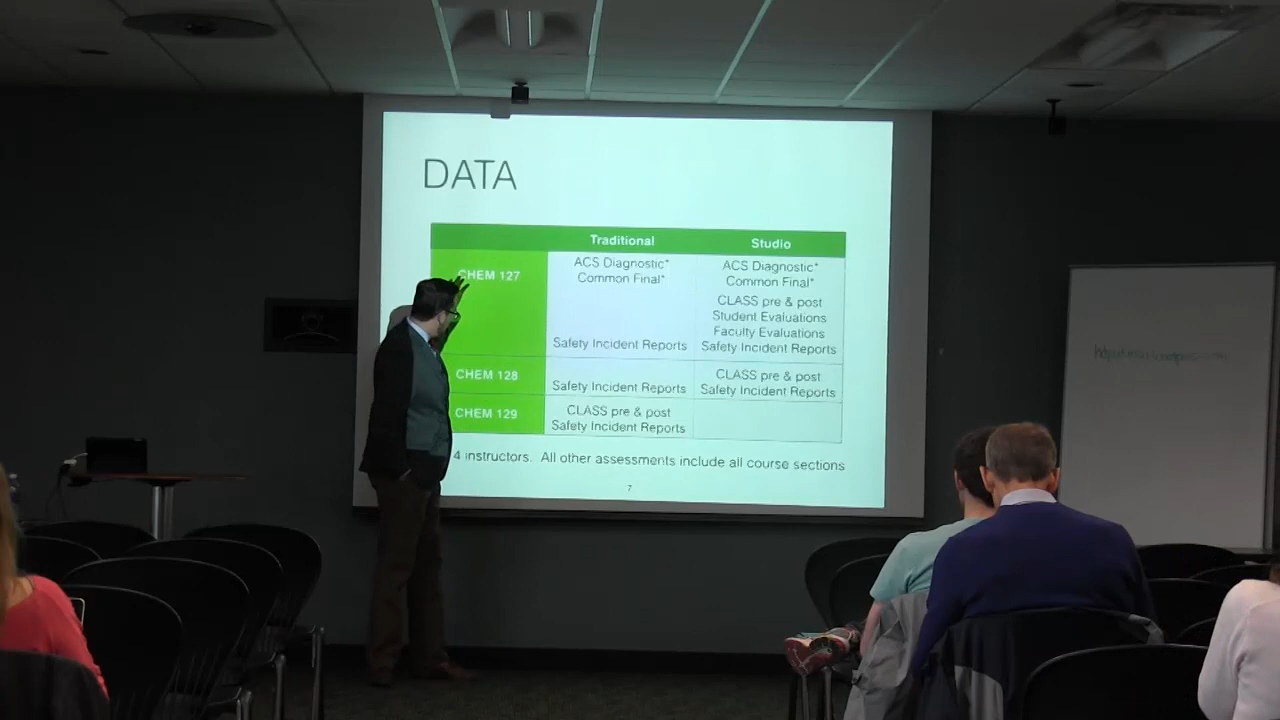 DATA
Traditional Studio
CHEM 127 ACS Diagnostic* ACS Diagnostic*
Common Final* Common Final*
CLASS pre & post
Student Evaluations
Faculty Evaluations
Safety Incident Reports Safety Incident Reports
CHEM 128 CLASS pre & post
Safety Incident Reports Safety Incident Reports
CHEM 129 CLASS pre & post
Safety Incident Reports
4 instructors. All other assessments include all course sections
7